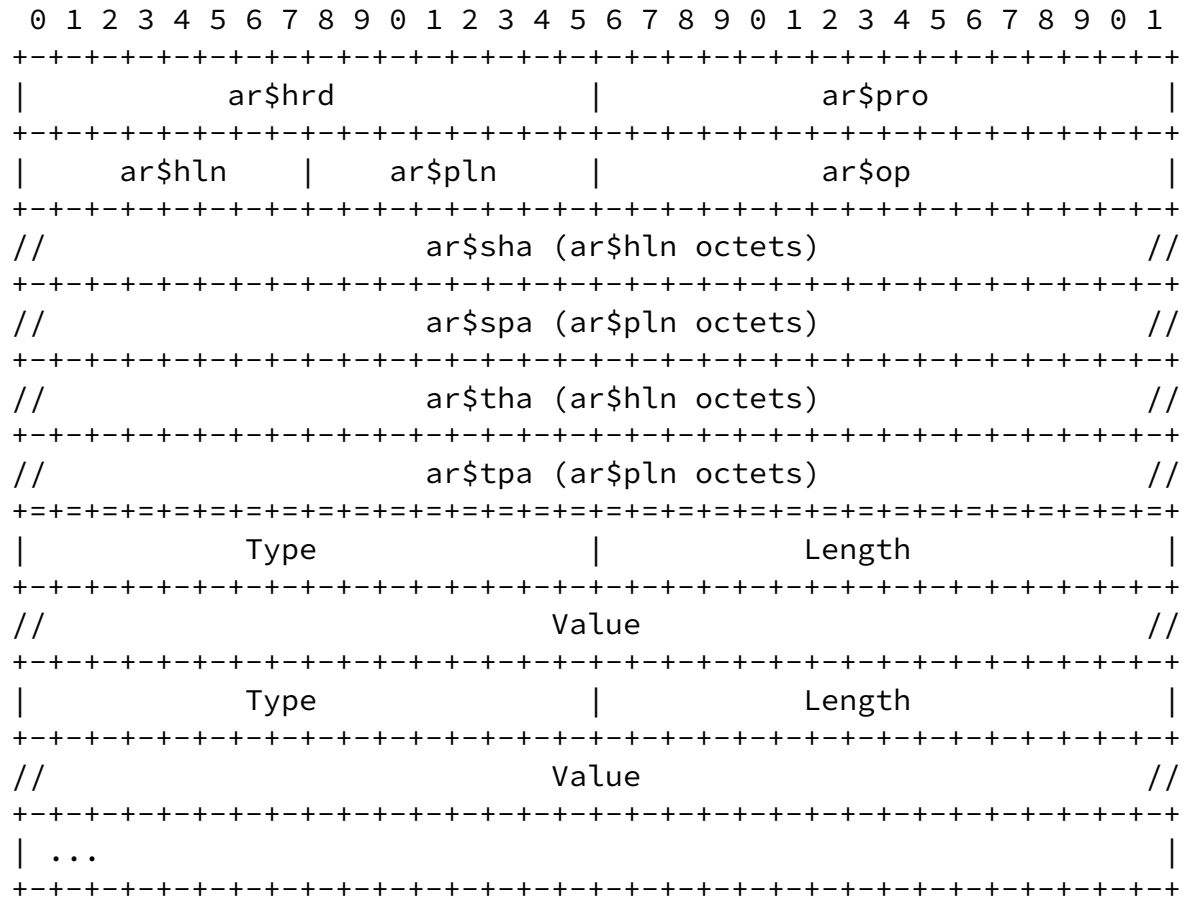 0 1 2 3 4 5 6 7 8 9 0 1 2 3 4 5 6 7 8 9 0 1 2 3 4 5 6 7 8 9 0 1
+-+-+-+-+-+-+-+-+-+-+-+-+-+-+-+-+-+-+-+-+-+-+-+-+-+-+-+-+-+-+-+-+
|           ar$hrd              |            ar$pro             |
+-+-+-+-+-+-+-+-+-+-+-+-+-+-+-+-+-+-+-+-+-+-+-+-+-+-+-+-+-+-+-+-+
|     ar$hln    |    ar$pln     |            ar$op              |
+-+-+-+-+-+-+-+-+-+-+-+-+-+-+-+-+-+-+-+-+-+-+-+-+-+-+-+-+-+-+-+-+
//                     ar$sha (ar$hln octets)                  //
+-+-+-+-+-+-+-+-+-+-+-+-+-+-+-+-+-+-+-+-+-+-+-+-+-+-+-+-+-+-+-+-+
//                     ar$spa (ar$pln octets)                  //
+-+-+-+-+-+-+-+-+-+-+-+-+-+-+-+-+-+-+-+-+-+-+-+-+-+-+-+-+-+-+-+-+
//                     ar$tha (ar$hln octets)                  //
+-+-+-+-+-+-+-+-+-+-+-+-+-+-+-+-+-+-+-+-+-+-+-+-+-+-+-+-+-+-+-+-+
//                     ar$tpa (ar$pln octets)                  //
+=+=+=+=+=+=+=+=+=+=+=+=+=+=+=+=+=+=+=+=+=+=+=+=+=+=+=+=+=+=+=+=+
|            Type               |           Length              |
+-+-+-+-+-+-+-+-+-+-+-+-+-+-+-+-+-+-+-+-+-+-+-+-+-+-+-+-+-+-+-+-+
//                            Value                            //
+-+-+-+-+-+-+-+-+-+-+-+-+-+-+-+-+-+-+-+-+-+-+-+-+-+-+-+-+-+-+-+-+
|            Type               |           Length              |
+-+-+-+-+-+-+-+-+-+-+-+-+-+-+-+-+-+-+-+-+-+-+-+-+-+-+-+-+-+-+-+-+
//                            Value                            //
+-+-+-+-+-+-+-+-+-+-+-+-+-+-+-+-+-+-+-+-+-+-+-+-+-+-+-+-+-+-+-+-+
| ...                                                           |
+-+-+-+-+-+-+-+-+-+-+-+-+-+-+-+-+-+-+-+-+-+-+-+-+-+-+-+-+-+-+-+-+